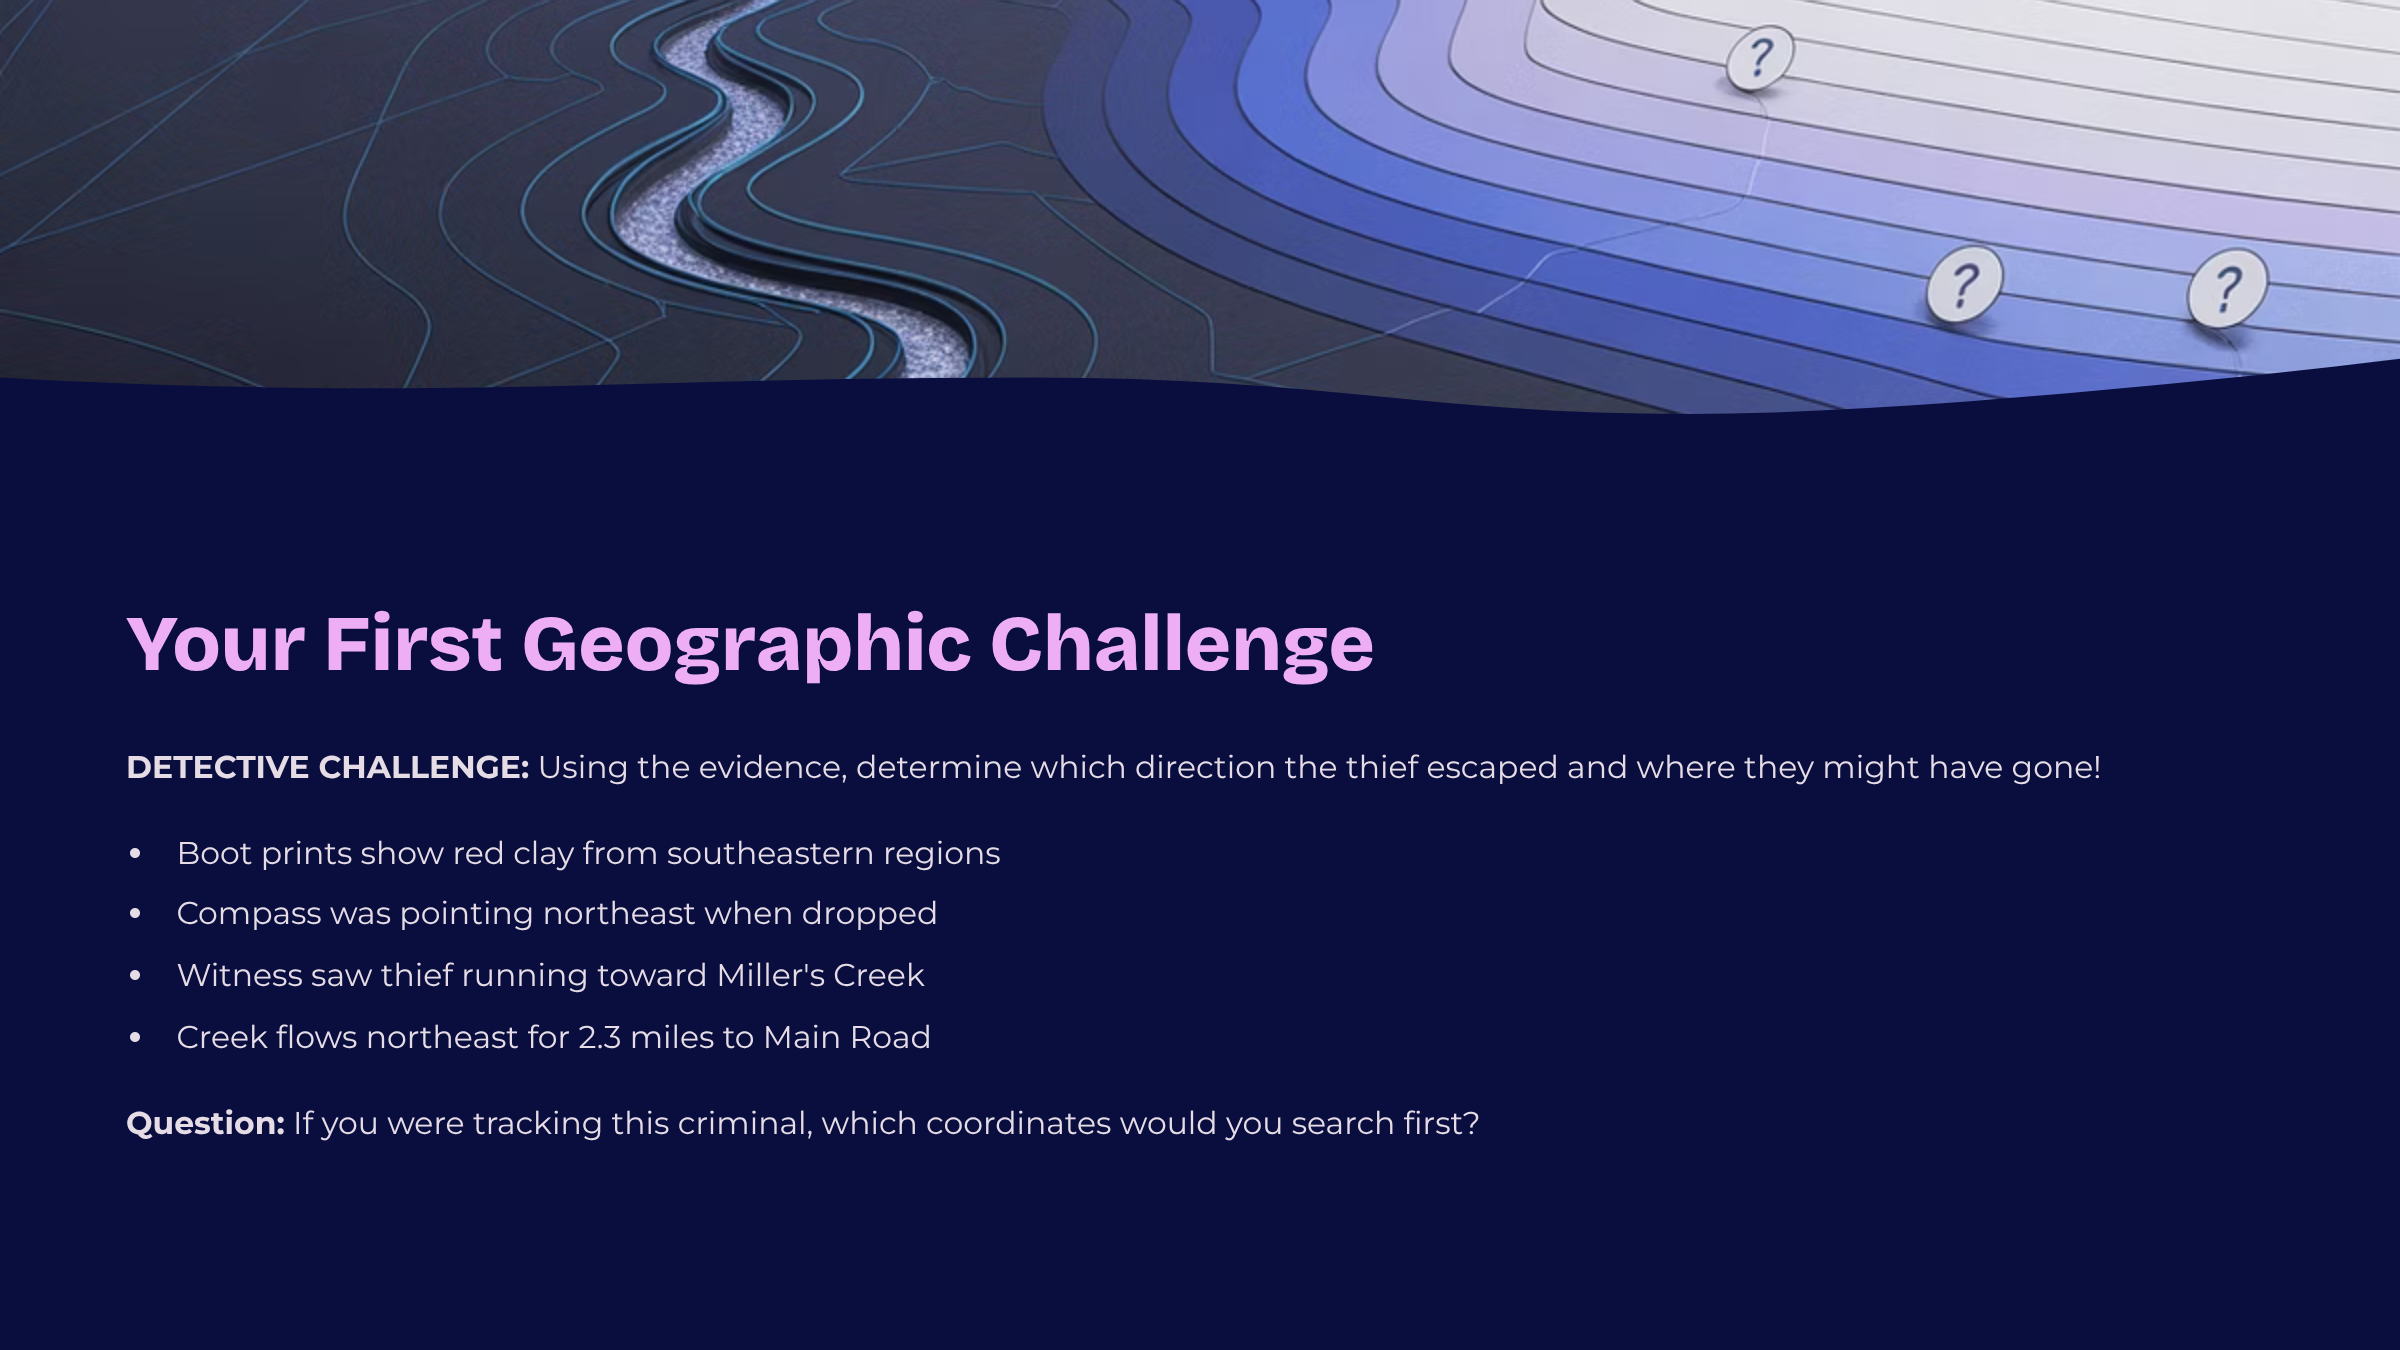 ?
?
?
Your First Geographic Challenge
DETECTIVE CHALLENGE: Using the evidence, determine which direction the thief escaped and where they might have gone!
• Boot prints show red clay from southeastern regions
• Compass was pointing northeast when dropped
• Witness saw thief running toward Miller's Creek
• Creek flows northeast for 2.3 miles to Main Road
Question: If you were tracking this criminal, which coordinates would you search first?